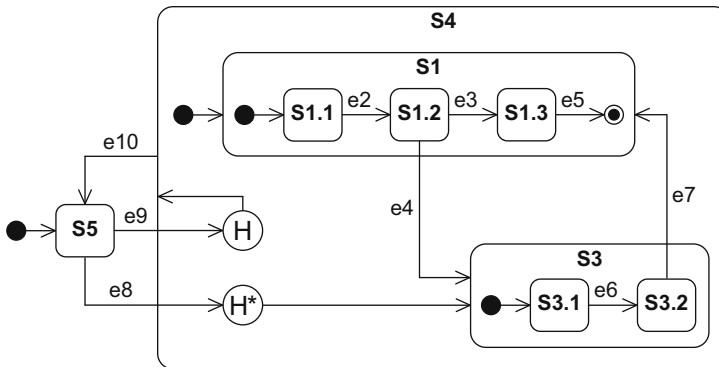 S4
S1
S1.1 e2 S1.2 e3 S1.3 e5
e10
e4
e7
S5 e9 H
S3
e8 H*
S3.1 e6 S3.2